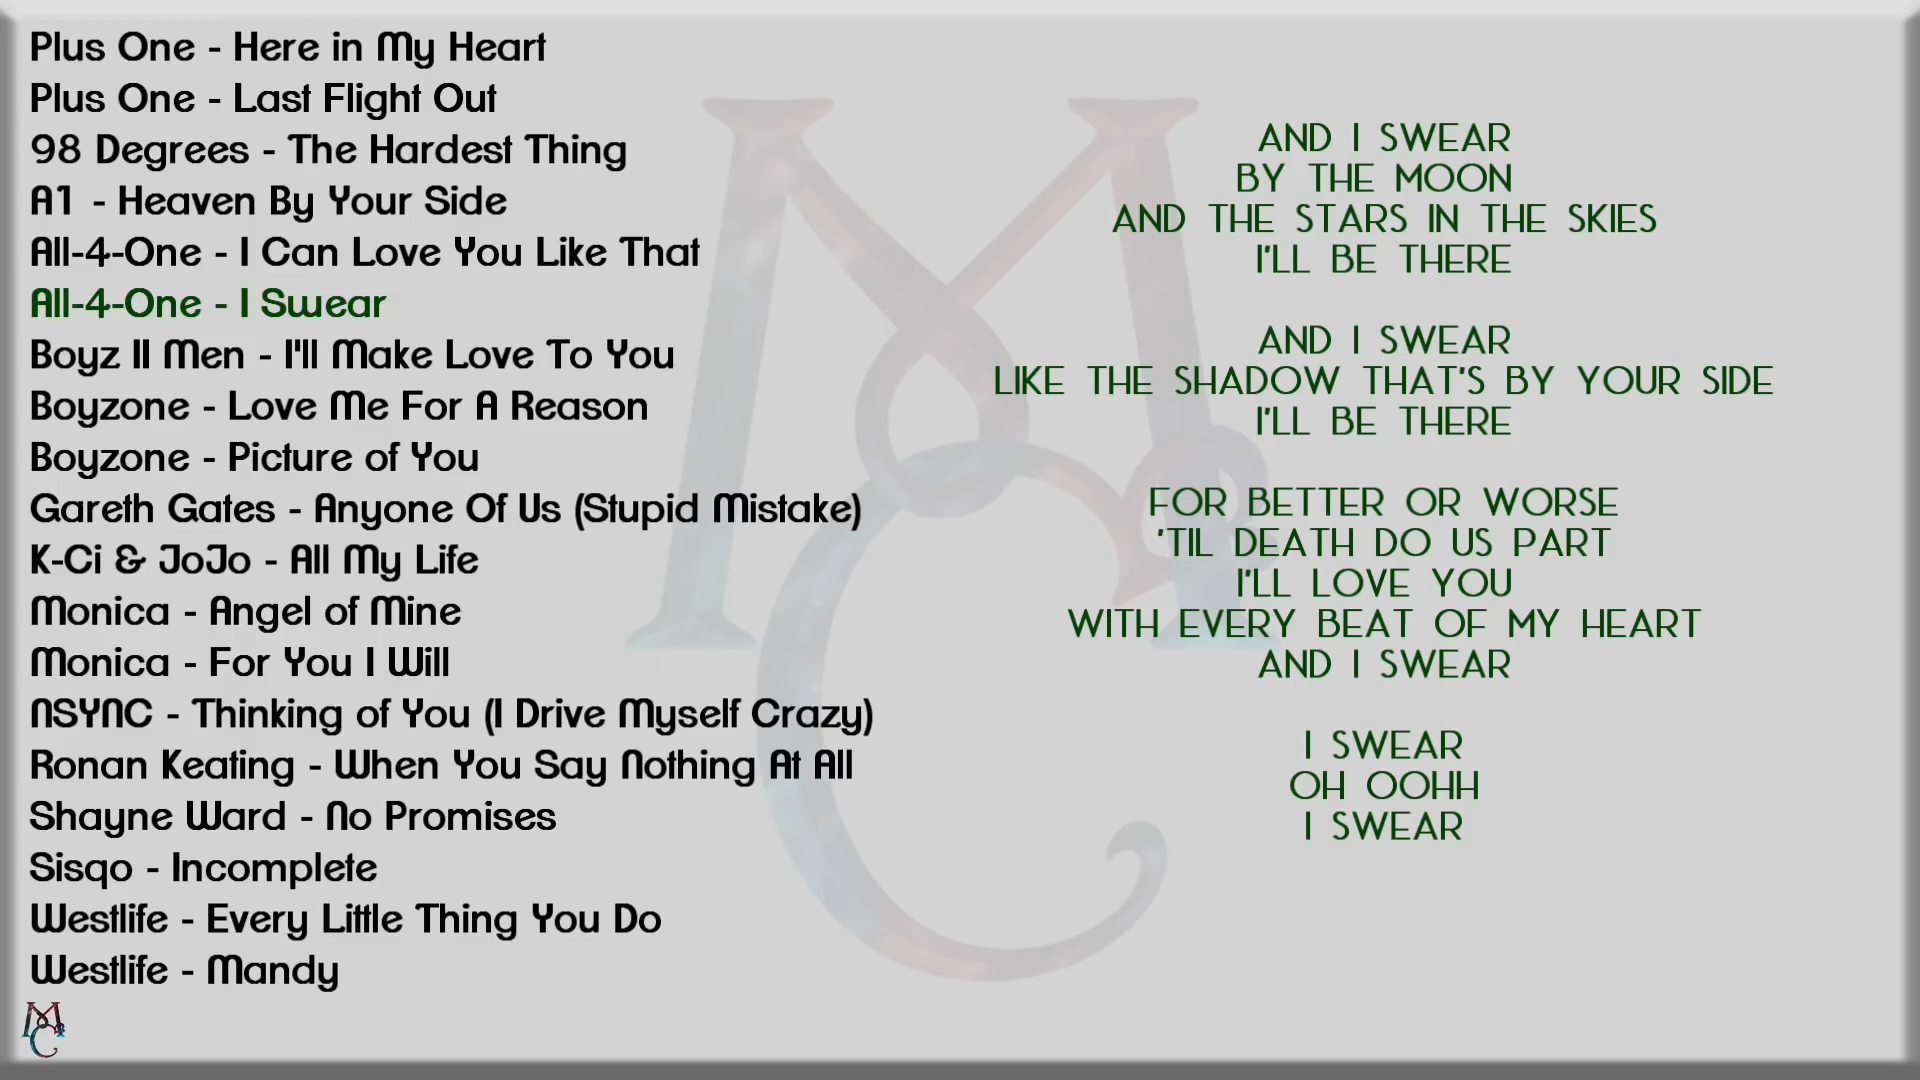 Plus One - Here in My Heart
Plus One - Last Flight Out
98 Degrees - The Hardest Thing
A1 - Heaven By Your Side
All-4-One - I Can Love You Like That
All-4-One - I Swear
Boyz II Men - I'll Make Love To You
Boyzone - Love Me For A Reason
Boyzone - Picture of You
Gareth Gates - Anyone Of Us (Stupid Mistake)
K-Ci & JoJo - All My Life
Monica - Angel of Mine
Monica - For You I Will
NSYNC - Thinking of You (I Drive Myself Crazy)
Ronan Keating - When You Say Nothing At All
Shayne Ward - No Promises
Sisqo - Incomplete
Westlife - Every Little Thing You Do
Westlife - Mandy
AND I SWEAR
BY THE MOON
AND THE STARS IN THE SKIES
I'LL BE THERE
AND I SWEAR
LIKE THE SHADOW THAT'S BY YOUR SIDE
I'LL BE THERE
FOR BETTER OR WORSE
'TIL DEATH DO US PART
I'LL LOVE YOU
WITH EVERY BEAT OF MY HEART
AND I SWEAR
I SWEAR
OH OOHH
I SWEAR